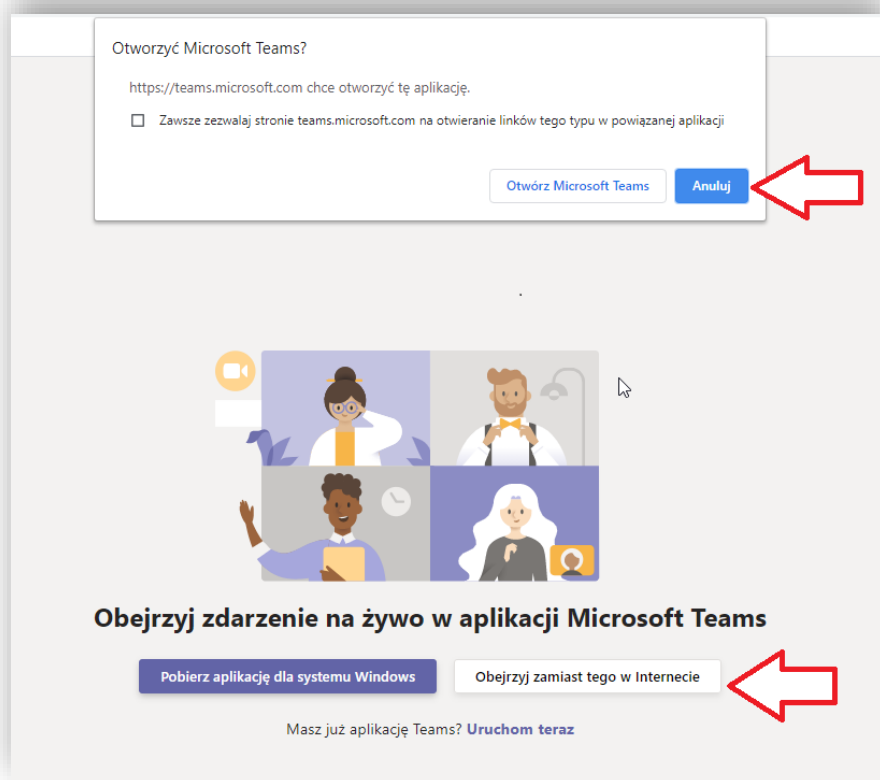 Otworzyć Microsoft Teams?
https://teams.microsoft.com chce otworzyć tę aplikację.
Zawsze zezwalaj stronie teams.microsoft.com na otwieranie linków tego typu w powiązanej aplikacji
Otwórz Microsoft Teams Anuluj
Obejrzyj zdarzenie na żywo w aplikacji Microsoft Teams
Pobierz aplikację dla systemu Windows Obejrzyj zamiast tego w Internecie
Masz już aplikację Teams? Uruchom teraz